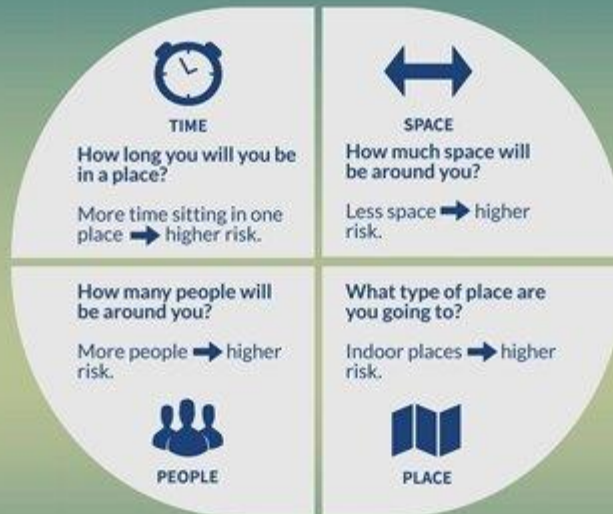 TIME
How long you will you be
in a place?
More time sitting in one
place ➡ higher risk.
SPACE
How much space will
be around you?
Less space ➡ higher
risk.
How many people will
be around you?
More people ➡ higher
risk.
PEOPLE
What type of place are
you going to?
Indoor places ➡ higher
risk.
PLACE